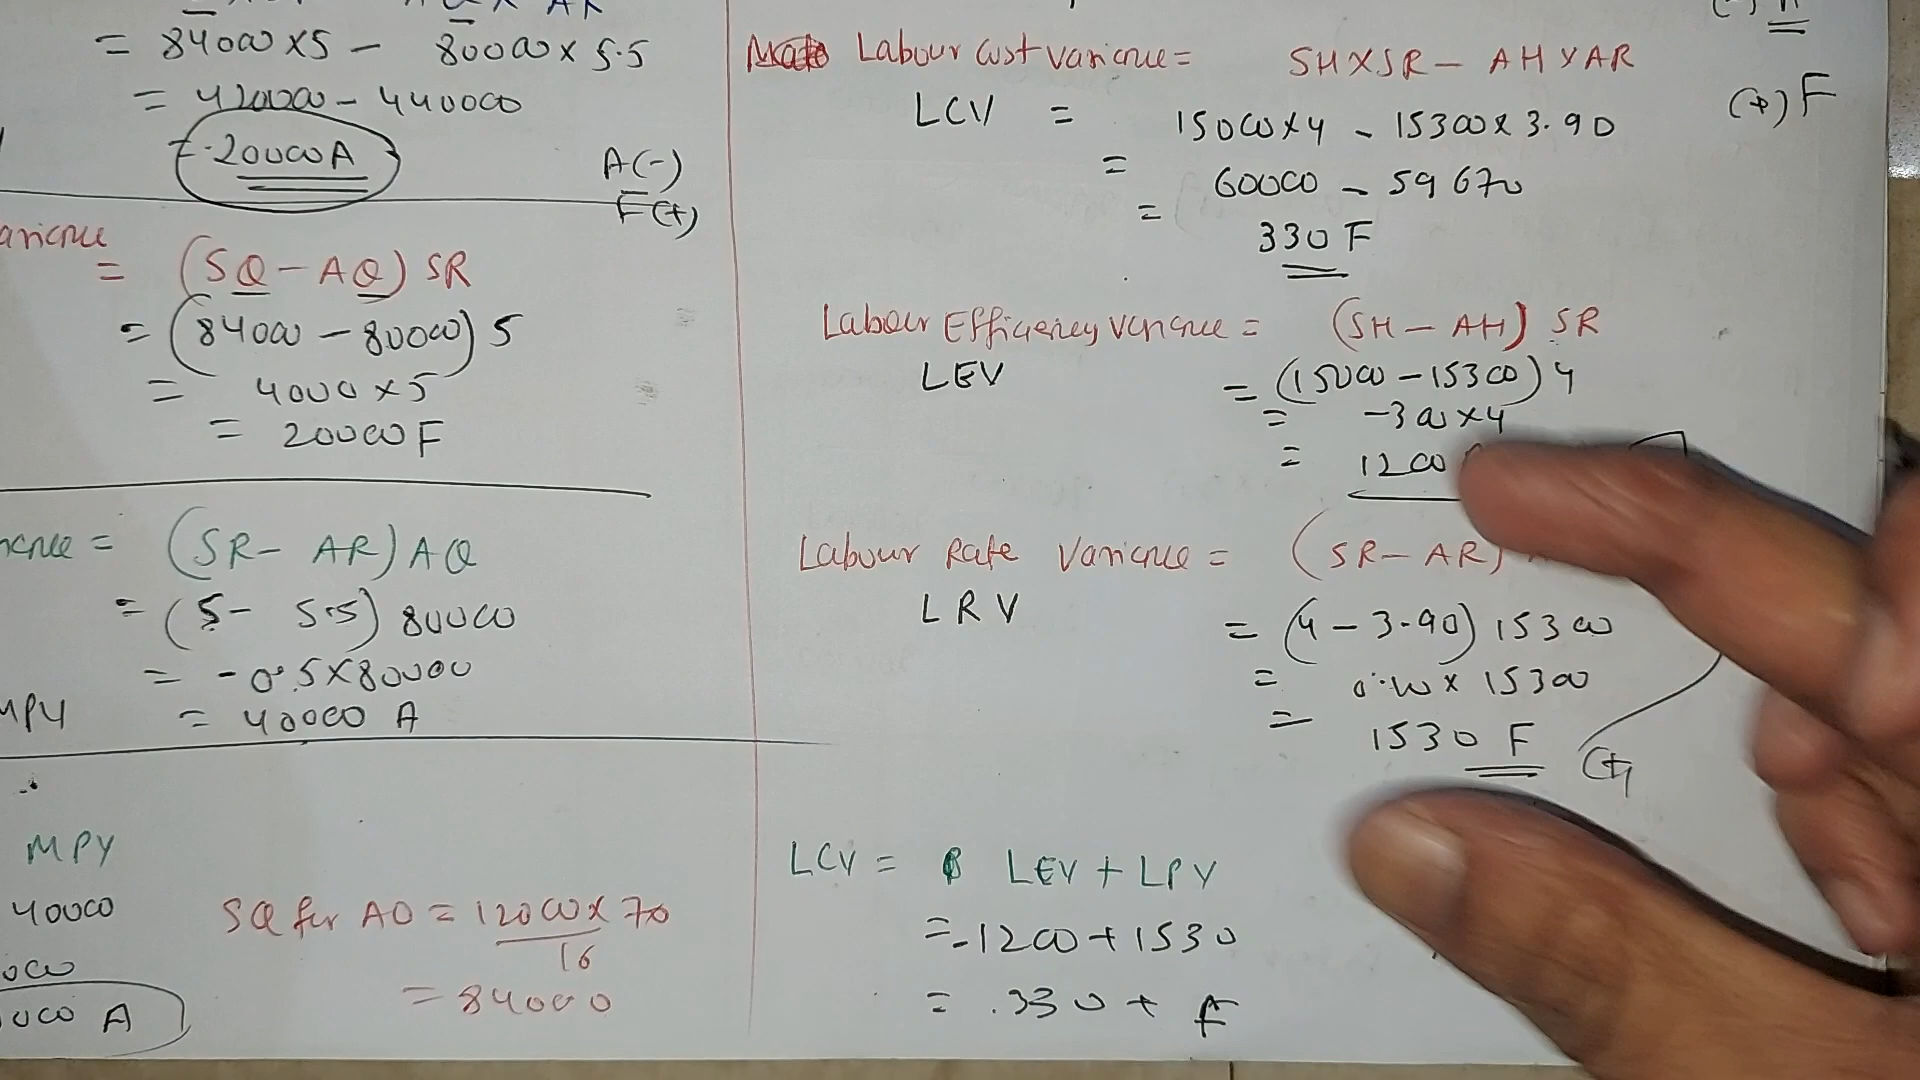 = 84000 x 5 - 80000 x 5.5
= 420000 - 440000
= -20000 A
A (-)
F (+)
= (SQ - AQ) SR
= (84000 - 80000) 5
= 4000 x 5
= 20000 F
= (SR - AR) AQ
= (5 - 5.5) 80000
= -0.5 x 80000
= 40000 A
MPY
40000
A
SQ for AO = 12000 x 70
16
= 84000
Labour Cost Variance = SH x SR - AH x AR
LCV = 15000 x 4 - 15300 x 3.90
= 60000 - 59670
= 330 F
(+) F
Labour Efficiency Variance = (SH - AH) SR
LEV = (15000 - 15300) 4
= -300 x 4
= 1200
Labour Rate Variance = (SR - AR)
LRV = (4 - 3.90) 15300
= 0.10 x 15300
= 1530 F (+)
LCV = LEV + LPV
= -1200 + 1530
= 330 + F